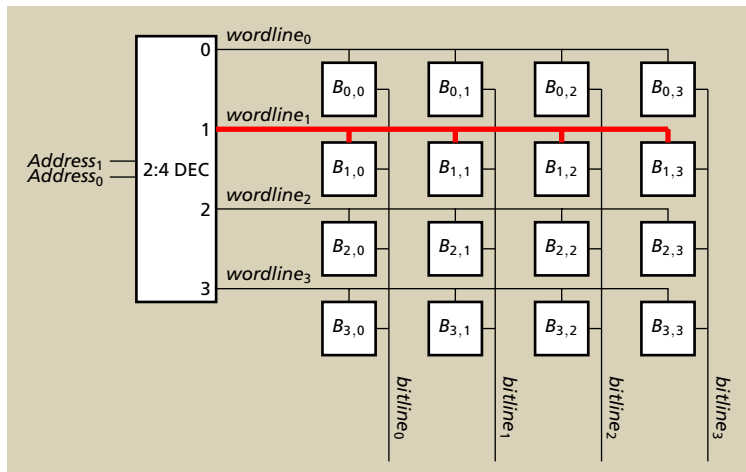 0 wordline₀
B₀,₀ B₀,₁ B₀,₂ B₀,₃
1 wordline₁
Address₁
Address₀
2:4 DEC
B₁,₀ B₁,₁ B₁,₂ B₁,₃
2 wordline₂
B₂,₀ B₂,₁ B₂,₂ B₂,₃
3 wordline₃
B₃,₀ B₃,₁ B₃,₂ B₃,₃
bitline₀ bitline₁ bitline₂ bitline₃